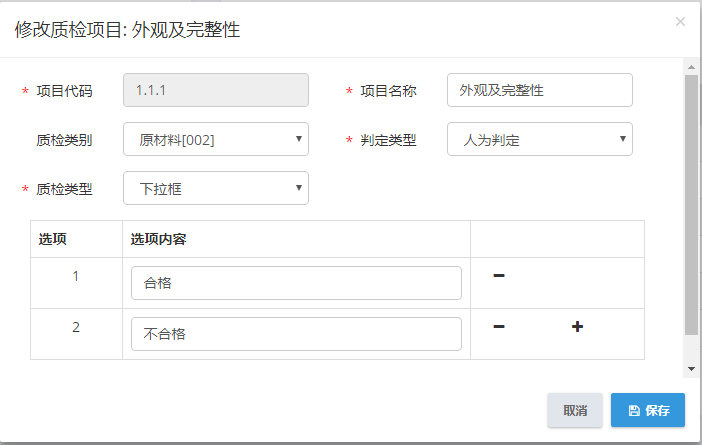 修改质检项目: 外观及完整性
×
* 项目代码 1.1.1 * 项目名称 外观及完整性
质检类别 原材料[002] * 判定类型 人为判定
* 质检类型 下拉框
选项 选项内容
1 合格
2 不合格
取消 保存